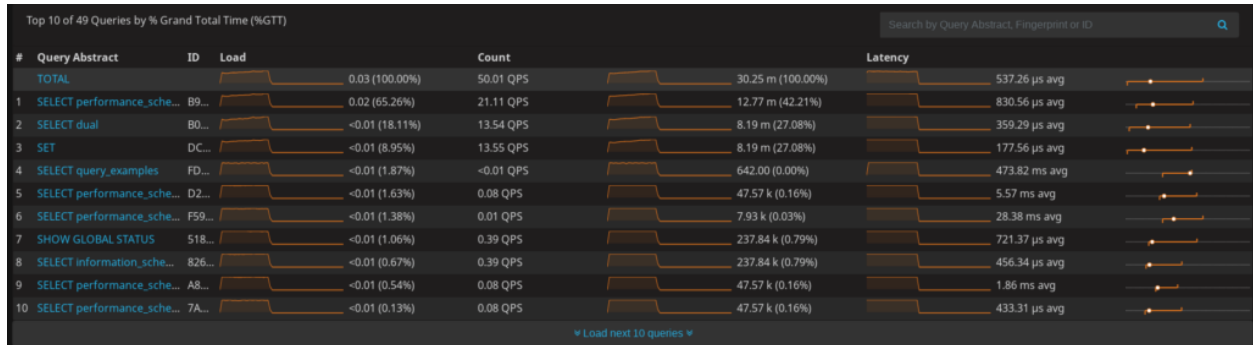 Top 10 of 49 Queries by % Grand Total Time (%GTT)
Search by Query Abstract, Fingerprint or ID
# Query Abstract ID Load Count Latency
TOTAL 0.03 (100.00%) 50.01 QPS 30.25 m (100.00%) 537.26 µs avg
1 SELECT performance_sche... B9... 0.02 (65.26%) 21.11 QPS 12.77 m (42.21%) 830.56 µs avg
2 SELECT dual B0... <0.01 (18.11%) 13.54 QPS 8.19 m (27.08%) 359.29 µs avg
3 SET DC... <0.01 (8.95%) 13.55 QPS 8.19 m (27.08%) 177.56 µs avg
4 SELECT query_examples FD... <0.01 (1.87%) <0.01 QPS 642.00 (0.00%) 473.82 ms avg
5 SELECT performance_sche... D2... <0.01 (1.63%) 0.08 QPS 47.57 k (0.16%) 5.57 ms avg
6 SELECT performance_sche... F59... <0.01 (1.38%) 0.01 QPS 7.93 k (0.03%) 28.38 ms avg
7 SHOW GLOBAL STATUS 518... <0.01 (1.06%) 0.39 QPS 237.84 k (0.79%) 721.37 µs avg
8 SELECT information_sche... 826... <0.01 (0.67%) 0.39 QPS 237.84 k (0.79%) 456.34 µs avg
9 SELECT performance_sche... A8... <0.01 (0.54%) 0.08 QPS 47.57 k (0.16%) 1.86 ms avg
10 SELECT performance_sche... 7A... <0.01 (0.13%) 0.08 QPS 47.57 k (0.16%) 433.31 µs avg
Load next 10 queries